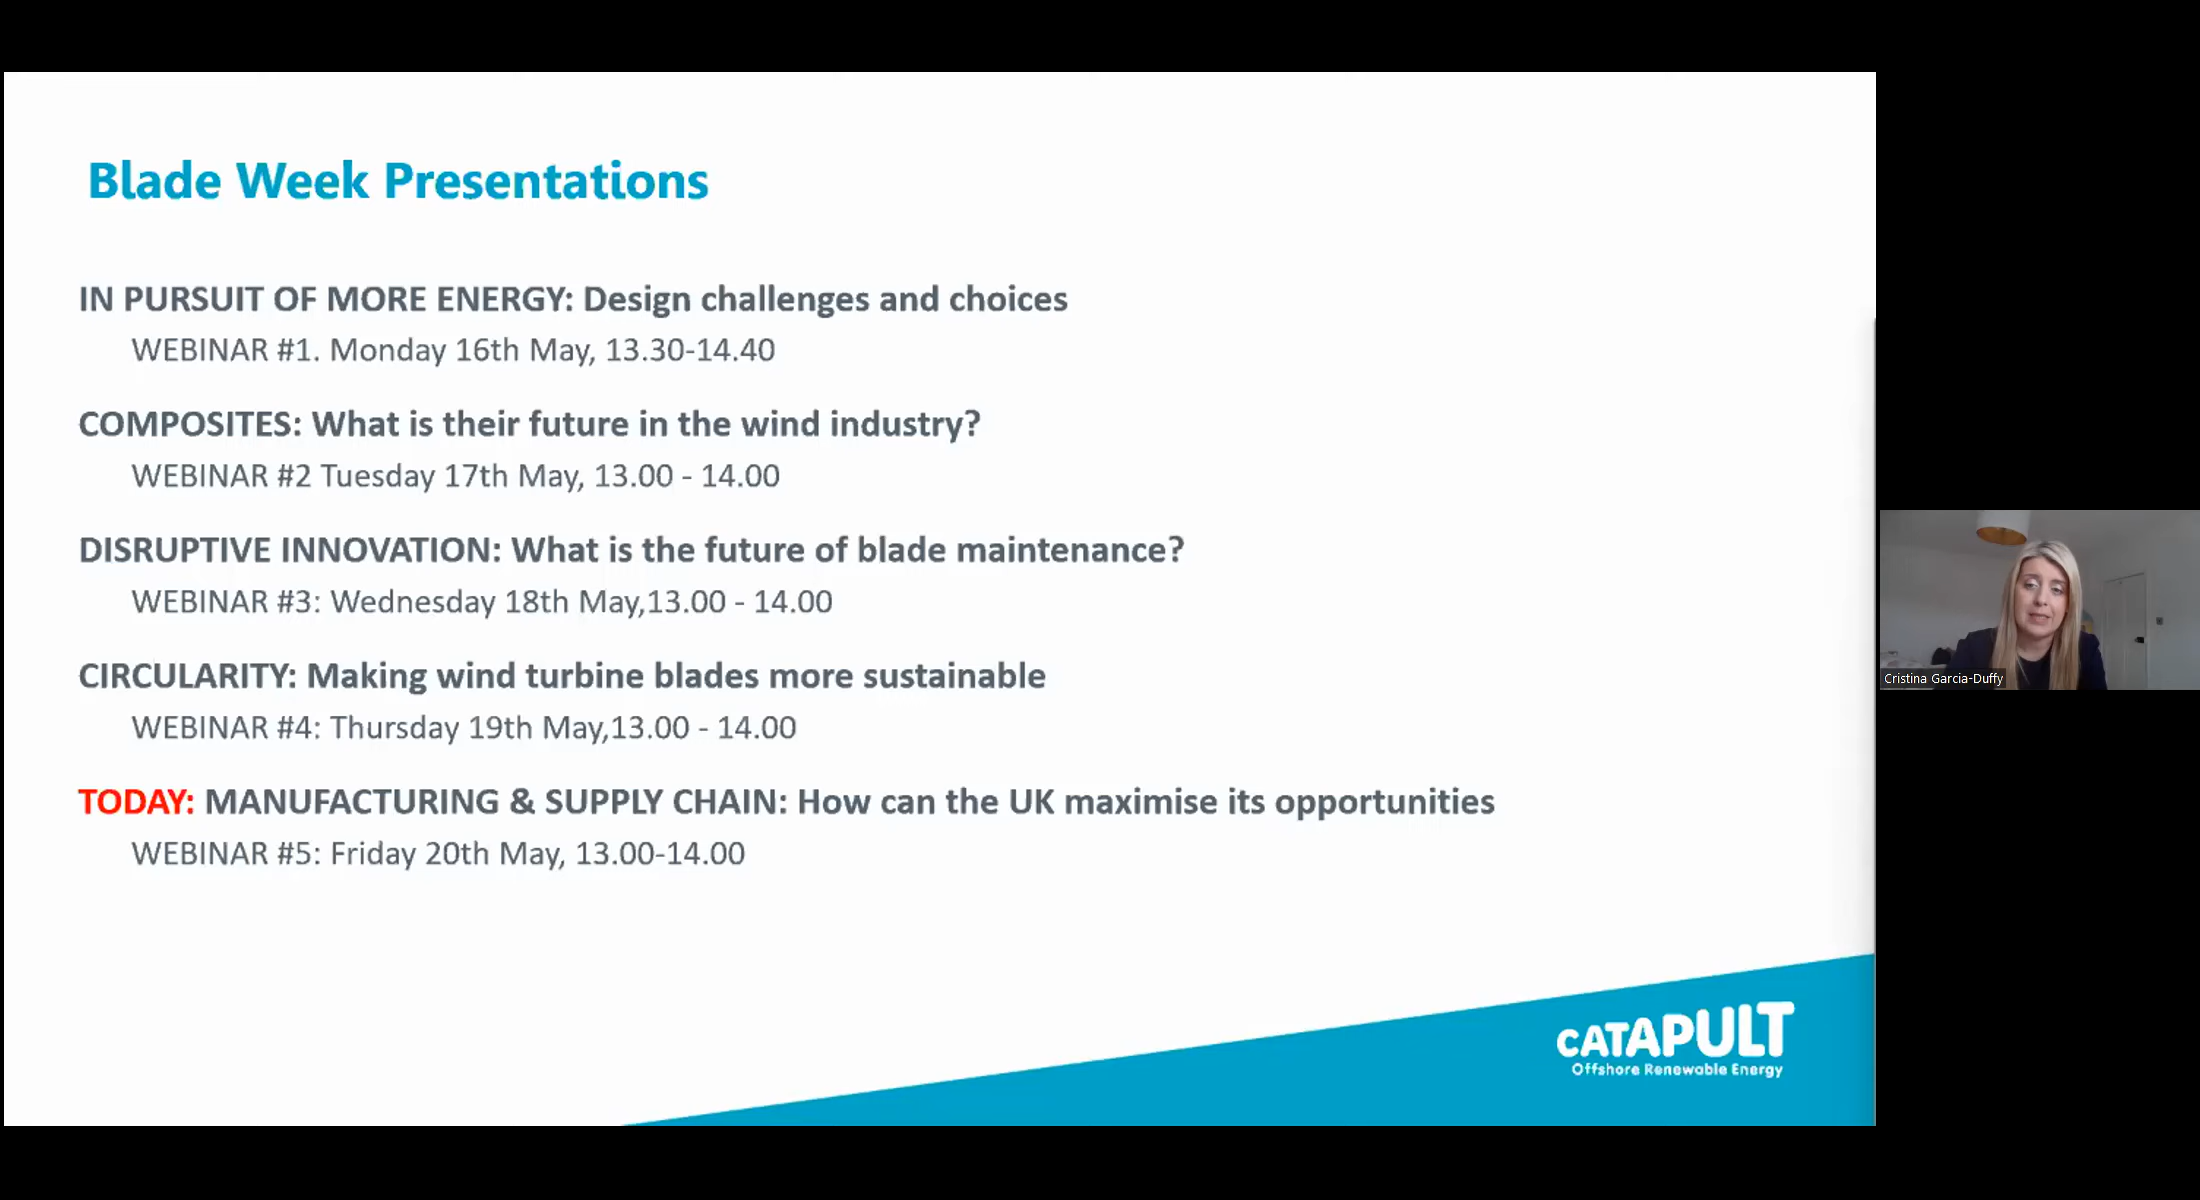 Blade Week Presentations
IN PURSUIT OF MORE ENERGY: Design challenges and choices
WEBINAR #1. Monday 16th May, 13.30-14.40
COMPOSITES: What is their future in the wind industry?
WEBINAR #2 Tuesday 17th May, 13.00 - 14.00
DISRUPTIVE INNOVATION: What is the future of blade maintenance?
WEBINAR #3: Wednesday 18th May,13.00 - 14.00
CIRCULARITY: Making wind turbine blades more sustainable
WEBINAR #4: Thursday 19th May,13.00 - 14.00
TODAY: MANUFACTURING & SUPPLY CHAIN: How can the UK maximise its opportunities
WEBINAR #5: Friday 20th May, 13.00-14.00
CATAPULT
Offshore Renewable Energy
Cristina Garcia-Duffy